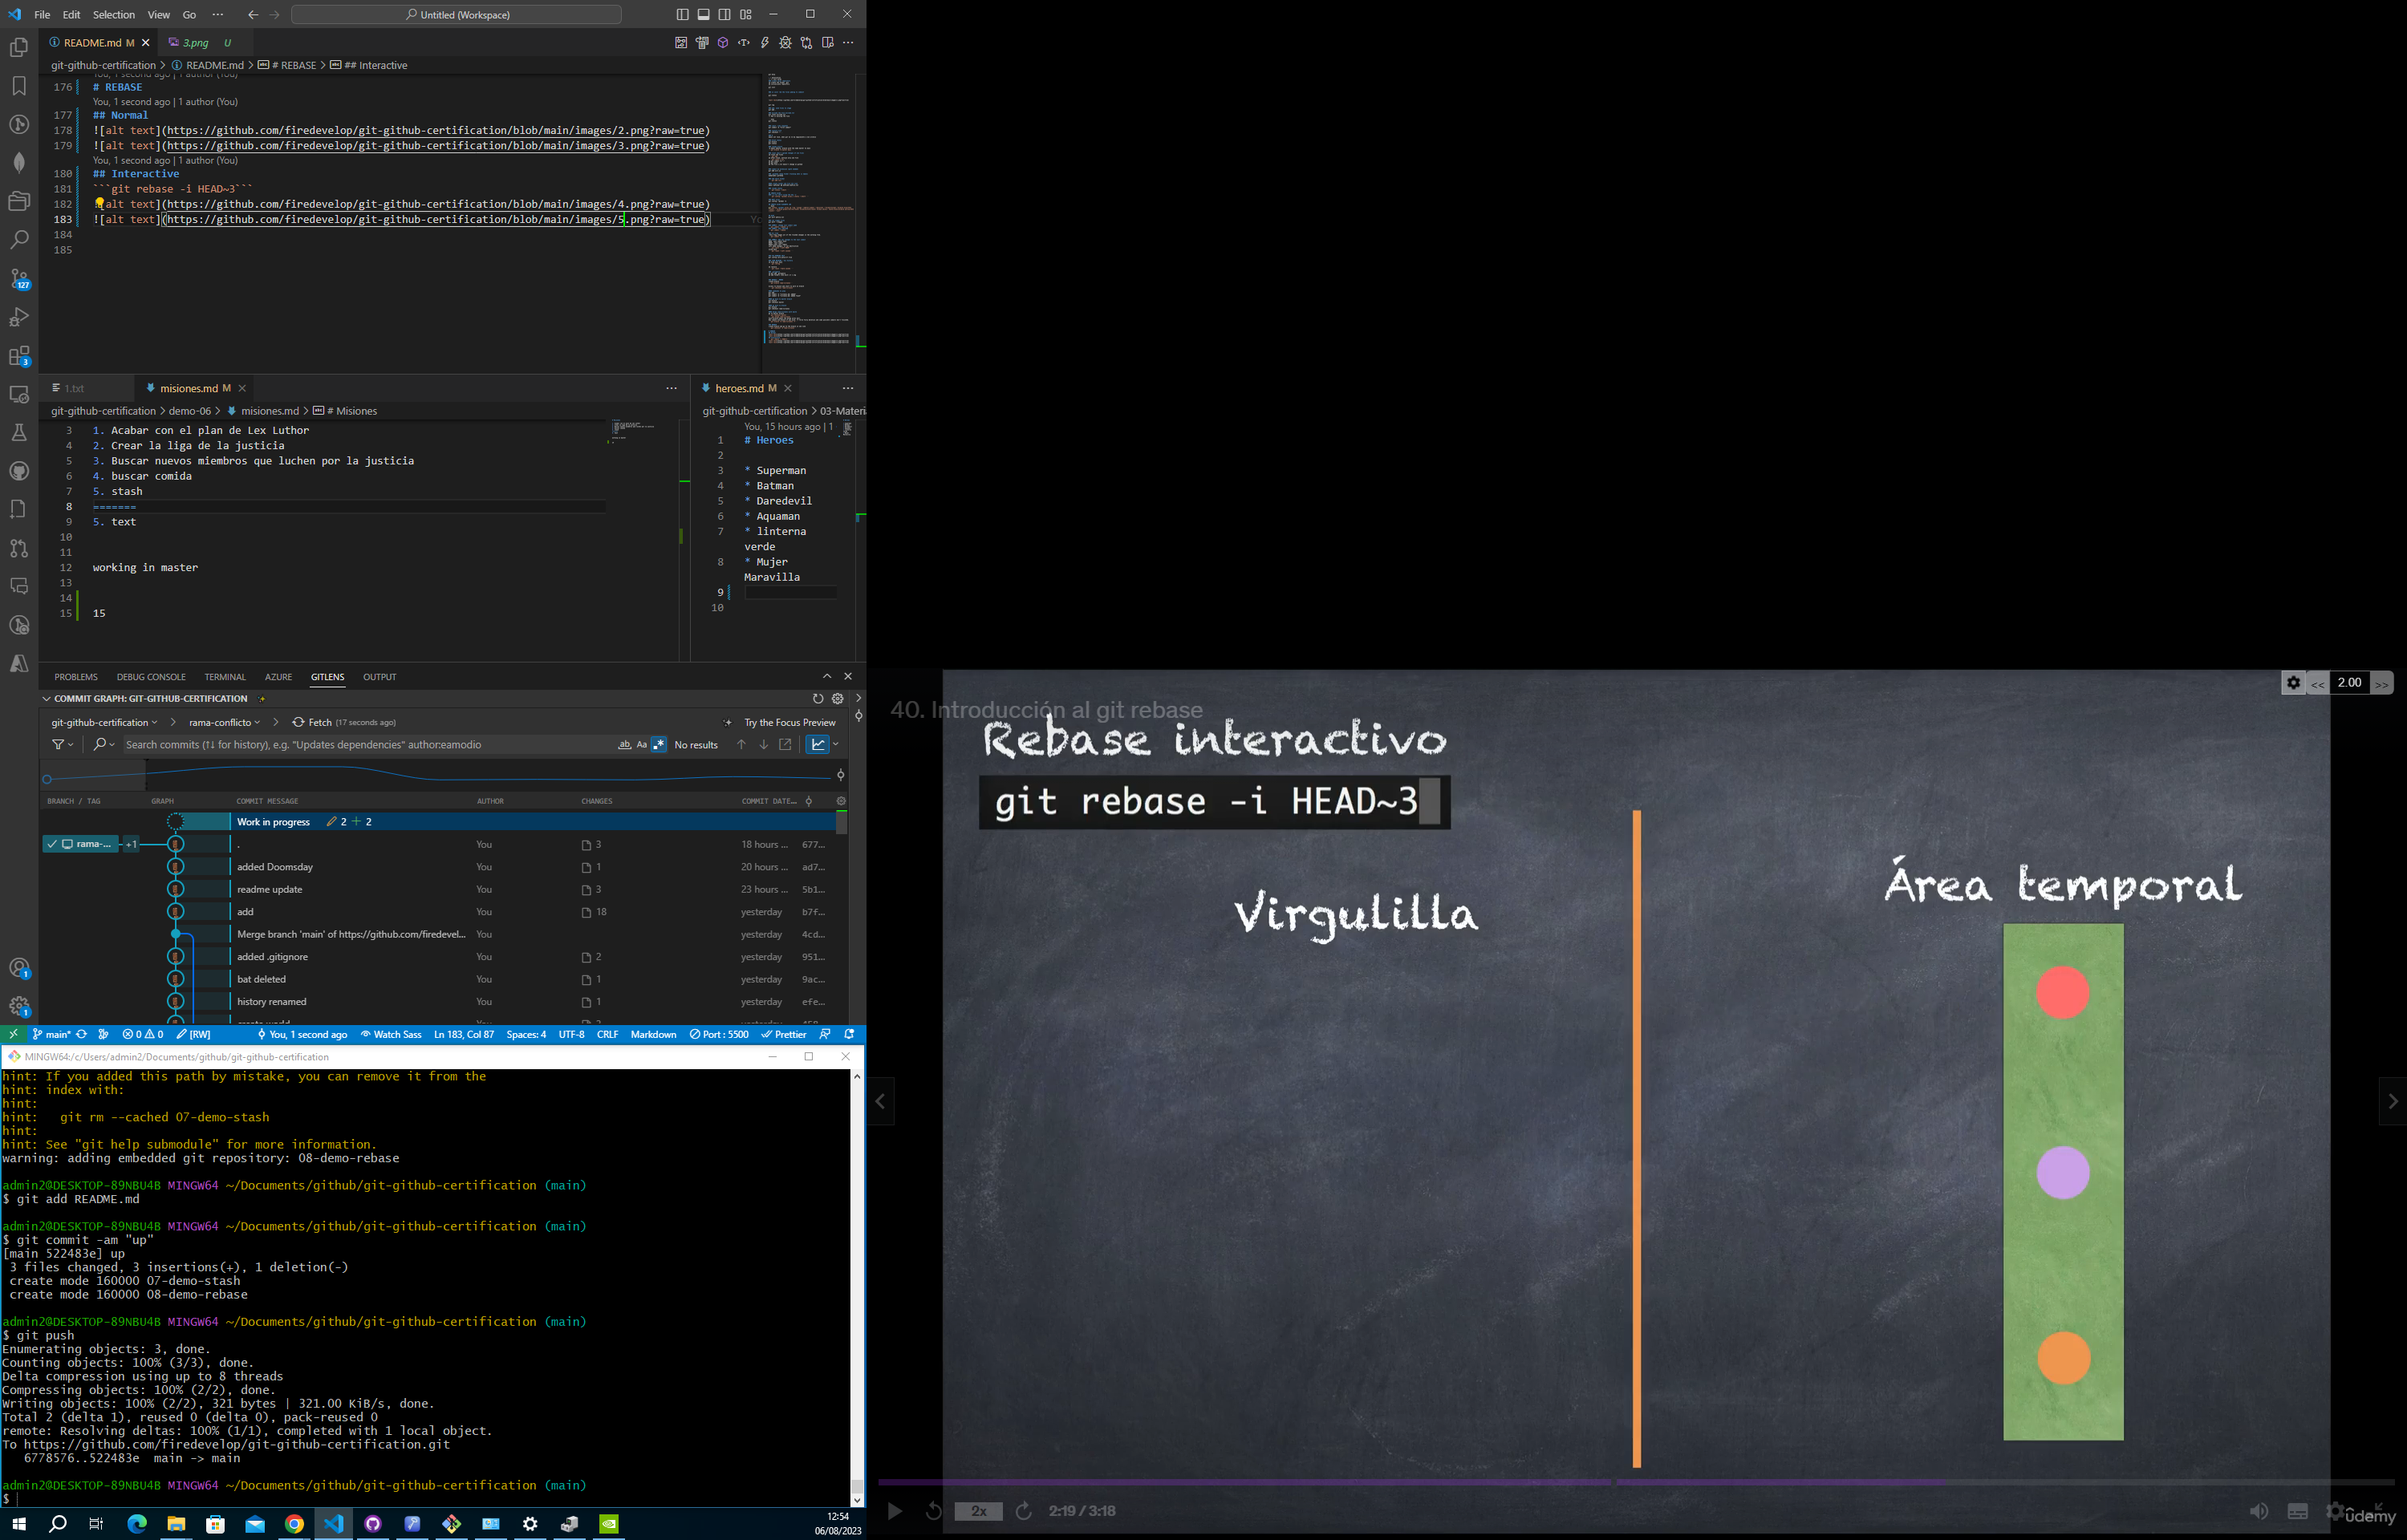 File Edit Selection View Go ··· Untitled (Workspace)
README.md M 3.png U
git-github-certification > README.md > # REBASE > ## Interactive
You, 1 second ago | 1 author (You)
176 # REBASE
You, 1 second ago | 1 author (You)
177 ## Normal
178 ![alt text](https://github.com/firedevelop/git-github-certification/blob/main/images/2.png?raw=true)
179 ![alt text](https://github.com/firedevelop/git-github-certification/blob/main/images/3.png?raw=true)
You, 1 second ago | 1 author (You)
180 ## Interactive
181 ```git rebase -i HEAD~3```
182 ![alt text](https://github.com/firedevelop/git-github-certification/blob/main/images/4.png?raw=true)
183 ![alt text](https://github.com/firedevelop/git-github-certification/blob/main/images/5.png?raw=true)
184
185
127
3
1.txt misiones.md M
git-github-certification > demo-06 > misiones.md > # Misiones
3 1. Acabar con el plan de Lex Luthor
4 2. Crear la liga de la justicia
5 3. Buscar nuevos miembros que luchen por la justicia
6 4. buscar comida
7 5. stash
8 =======
9 5. text
10
11
12 working in master
13
14
15 15
heroes.md M
git-github-certification > 03-Materi
You, 15 hours ago | 1
1 # Heroes
2
3 * Superman
4 * Batman
5 * Daredevil
6 * Aquaman
7 * linterna
verde
8 * Mujer
Maravilla
9
10
PROBLEMS DEBUG CONSOLE TERMINAL AZURE GITLENS OUTPUT
COMMIT GRAPH: GIT-GITHUB-CERTIFICATION
git-github-certification > rama-conflicto > Fetch (17 seconds ago) Try the Focus Preview
Search commits (↑↓ for history), e.g. "Updates dependencies" author:eamodio ab Aa .* No results
BRANCH / TAG GRAPH COMMIT MESSAGE AUTHOR CHANGES COMMIT DATE...
Work in progress 2 + 2
rama-... +1 . You 3 18 hours ... 677...
added Doomsday You 1 20 hours ... ad7...
readme update You 3 23 hours ... 5b1...
add You 18 yesterday b7f...
Merge branch 'main' of https://github.com/firedevel... You yesterday 4cd...
added .gitignore You 2 yesterday 951...
bat deleted You 1 yesterday 9ac...
history renamed You 1 yesterday efe...
1
1
main* 0 0 [RW] You, 1 second ago Watch Sass Ln 183, Col 87 Spaces: 4 UTF-8 CRLF Markdown Port : 5500 Prettier
MINGW64:/c/Users/admin2/Documents/github/git-github-certification
hint: If you added this path by mistake, you can remove it from the
hint: index with:
hint:
hint:   git rm --cached 07-demo-stash
hint:
hint: See "git help submodule" for more information.
warning: adding embedded git repository: 08-demo-rebase
admin2@DESKTOP-89NBU4B MINGW64 ~/Documents/github/git-github-certification (main)
$ git add README.md
admin2@DESKTOP-89NBU4B MINGW64 ~/Documents/github/git-github-certification (main)
$ git commit -am "up"
[main 522483e] up
3 files changed, 3 insertions(+), 1 deletion(-)
create mode 160000 07-demo-stash
create mode 160000 08-demo-rebase
admin2@DESKTOP-89NBU4B MINGW64 ~/Documents/github/git-github-certification (main)
$ git push
Enumerating objects: 3, done.
Counting objects: 100% (3/3), done.
Delta compression using up to 8 threads
Compressing objects: 100% (2/2), done.
Writing objects: 100% (2/2), 321 bytes | 321.00 KiB/s, done.
Total 2 (delta 1), reused 0 (delta 0), pack-reused 0
remote: Resolving deltas: 100% (1/1), completed with 1 local object.
To https://github.com/firedevelop/git-github-certification.git
6778576..522483e  main -> main
admin2@DESKTOP-89NBU4B MINGW64 ~/Documents/github/git-github-certification (main)
$
12:54
06/08/2023
<< 2.00 >>
40. Introducción al git rebase
Rebase interactivo
git rebase -i HEAD~3
Virgulilla
Área temporal
2x 2:19 / 3:18
ûdemy